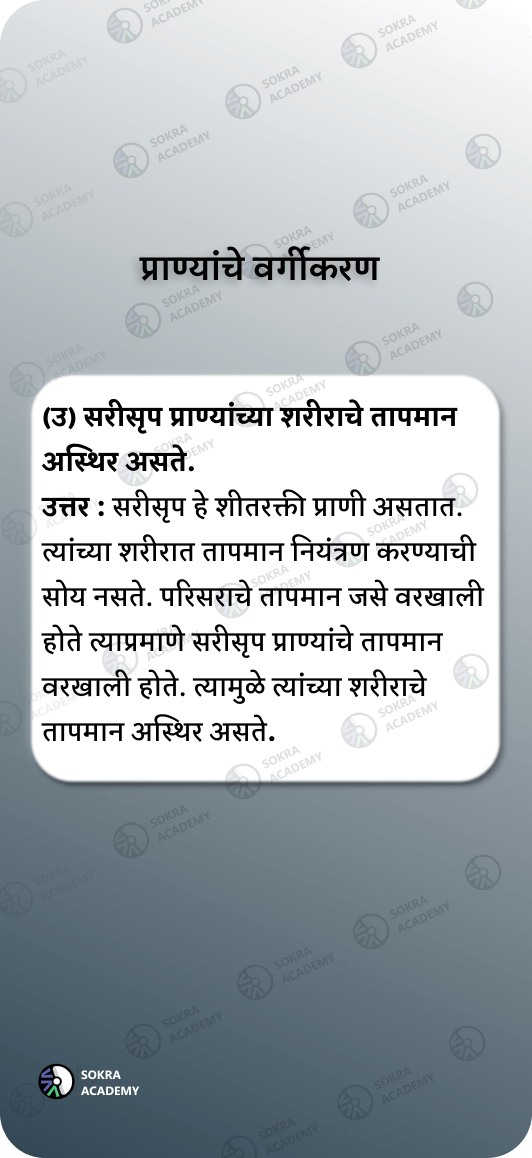 प्राण्यांचे वर्गीकरण
(उ) सरीसृप प्राण्यांच्या शरीराचे तापमान
अस्थिर असते.
उत्तर : सरीसृप हे शीतरक्ती प्राणी असतात.
त्यांच्या शरीरात तापमान नियंत्रण करण्याची
सोय नसते. परिसराचे तापमान जसे वरखाली
होते त्याप्रमाणे सरीसृप प्राण्यांचे तापमान
वरखाली होते. त्यामुळे त्यांच्या शरीराचे
तापमान अस्थिर असते.
SOKRA
ACADEMY